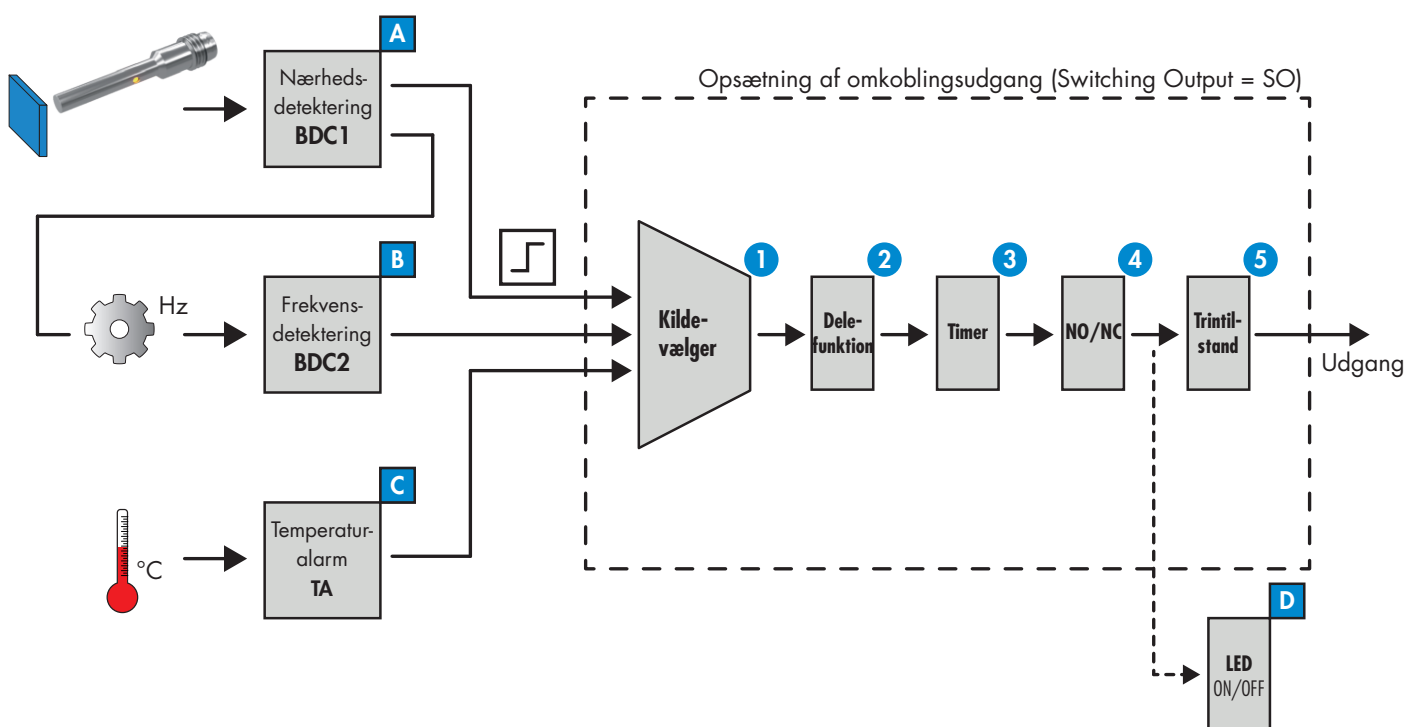 A
Nærheds-
detektering
BDC1
Opsætning af omkoblingsudgang (Switching Output = SO)
B
Hz
Frekvens-
detektering
BDC2
1
Kilde-
vælger
2
Dele-
funktion
3
Timer
4
NO/NC
5
Trintil-
stand
Udgang
C
°C
Temperatur-
alarm
TA
D
LED
ON/OFF